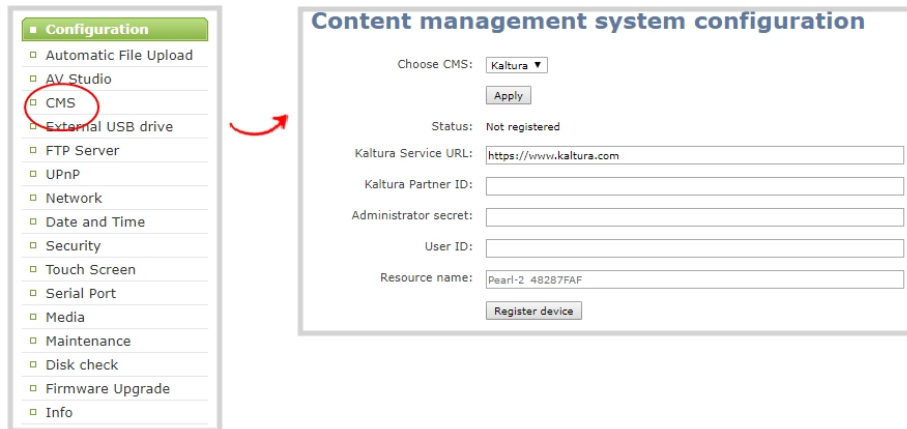 Configuration
Automatic File Upload
AV Studio
CMS
External USB drive
FTP Server
UPnP
Network
Date and Time
Security
Touch Screen
Serial Port
Media
Maintenance
Disk check
Firmware Upgrade
Info
Content management system configuration
Choose CMS: Kaltura ▼
Apply
Status: Not registered
Kaltura Service URL: https://www.kaltura.com
Kaltura Partner ID:
Administrator secret:
User ID:
Resource name: Pearl-2 48287FAF
Register device